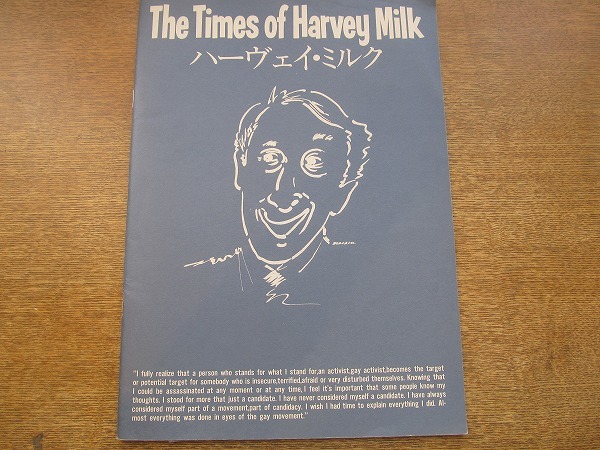 The Times of Harvey Milk
ハーヴェイ・ミルク
"I fully realize that a person who stands for what I stand for,an activist,gay activist,becomes the target
or potential target for somebody who is insecure,terrified,afraid or very disturbed themselves. Knowing that
I could be assassinated at any moment or at any time, I feel it's important that some people know my
thoughts. I stood for more that just a candidate. I have never considered myself a candidate. I have always
considered myself part of a movement,part of candidacy. I wish I had time to explain everything I did. Al-
most everything was done in eyes of the gay movement."